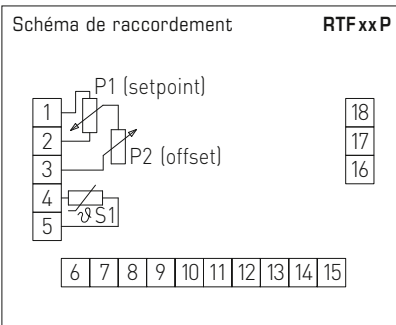 Schéma de raccordement RTFxxP
P1 (setpoint)
1
2
3
4
5
P2 (offset)
ϑ S1
18
17
16
6 7 8 9 10 11 12 13 14 15